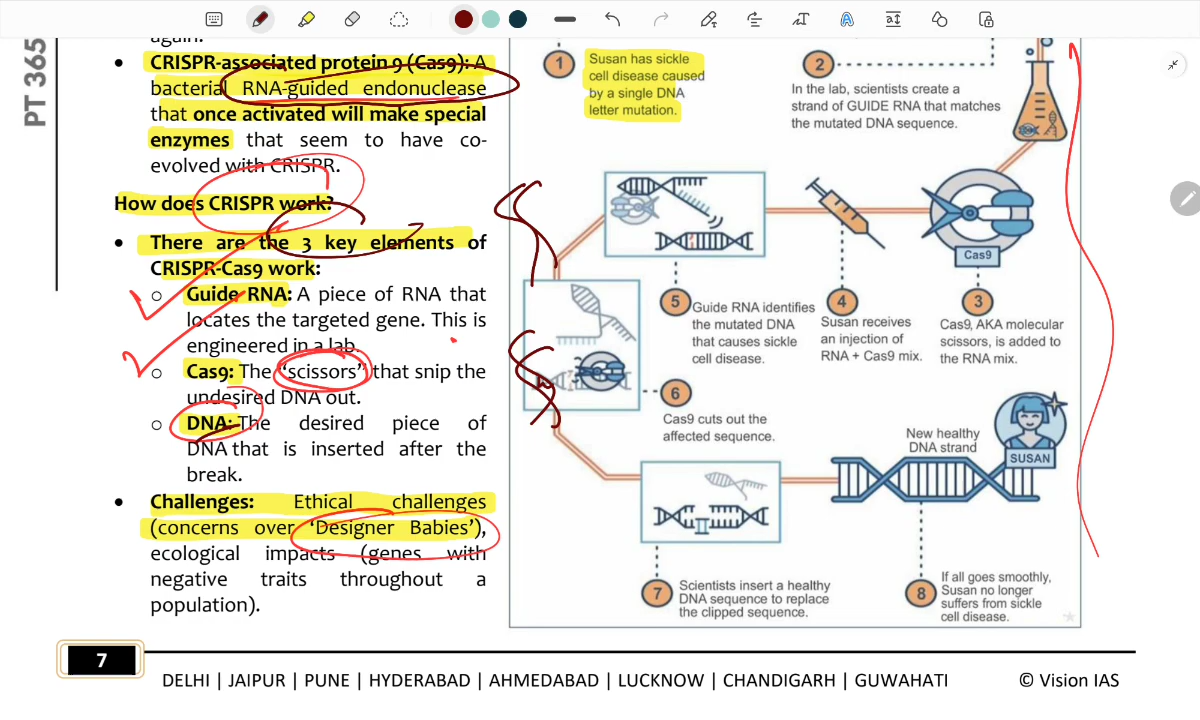 PT 365
again.
CRISPR-associated protein 9 (Cas9): A
bacterial RNA-guided endonuclease
that once activated will make special
enzymes that seem to have co-
evolved with CRISPR.
How does CRISPR work?
There are the 3 key elements of
CRISPR-Cas9 work:
Guide RNA: A piece of RNA that
locates the targeted gene. This is
engineered in a lab.
Cas9: The ‘scissors’ that snip the
undesired DNA out.
DNA: The desired piece of
DNA that is inserted after the
break.
Challenges: Ethical challenges
(concerns over ‘Designer Babies’),
ecological impacts (genes with
negative traits throughout a
population).
1
Susan has sickle
cell disease caused
by a single DNA
letter mutation.
2
In the lab, scientists create a
strand of GUIDE RNA that matches
the mutated DNA sequence.
Cas9
3
Cas9, AKA molecular
scissors, is added to
the RNA mix.
4
Susan receives
an injection of
RNA + Cas9 mix.
5
Guide RNA identifies
the mutated DNA
that causes sickle
cell disease.
6
Cas9 cuts out the
affected sequence.
New healthy
DNA strand
SUSAN
7
Scientists insert a healthy
DNA sequence to replace
the clipped sequence.
8
If all goes smoothly,
Susan no longer
suffers from sickle
cell disease.
7
DELHI | JAIPUR | PUNE | HYDERABAD | AHMEDABAD | LUCKNOW | CHANDIGARH | GUWAHATI
© Vision IAS